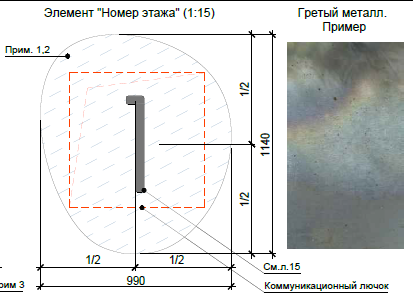 Элемент "Номер этажа" (1:15)
Гретый металл.
Пример
Прим. 1,2
1/2
1140
1/2
См.л.15
1/2
1/2
рим 3
990
Коммуникационный лючок